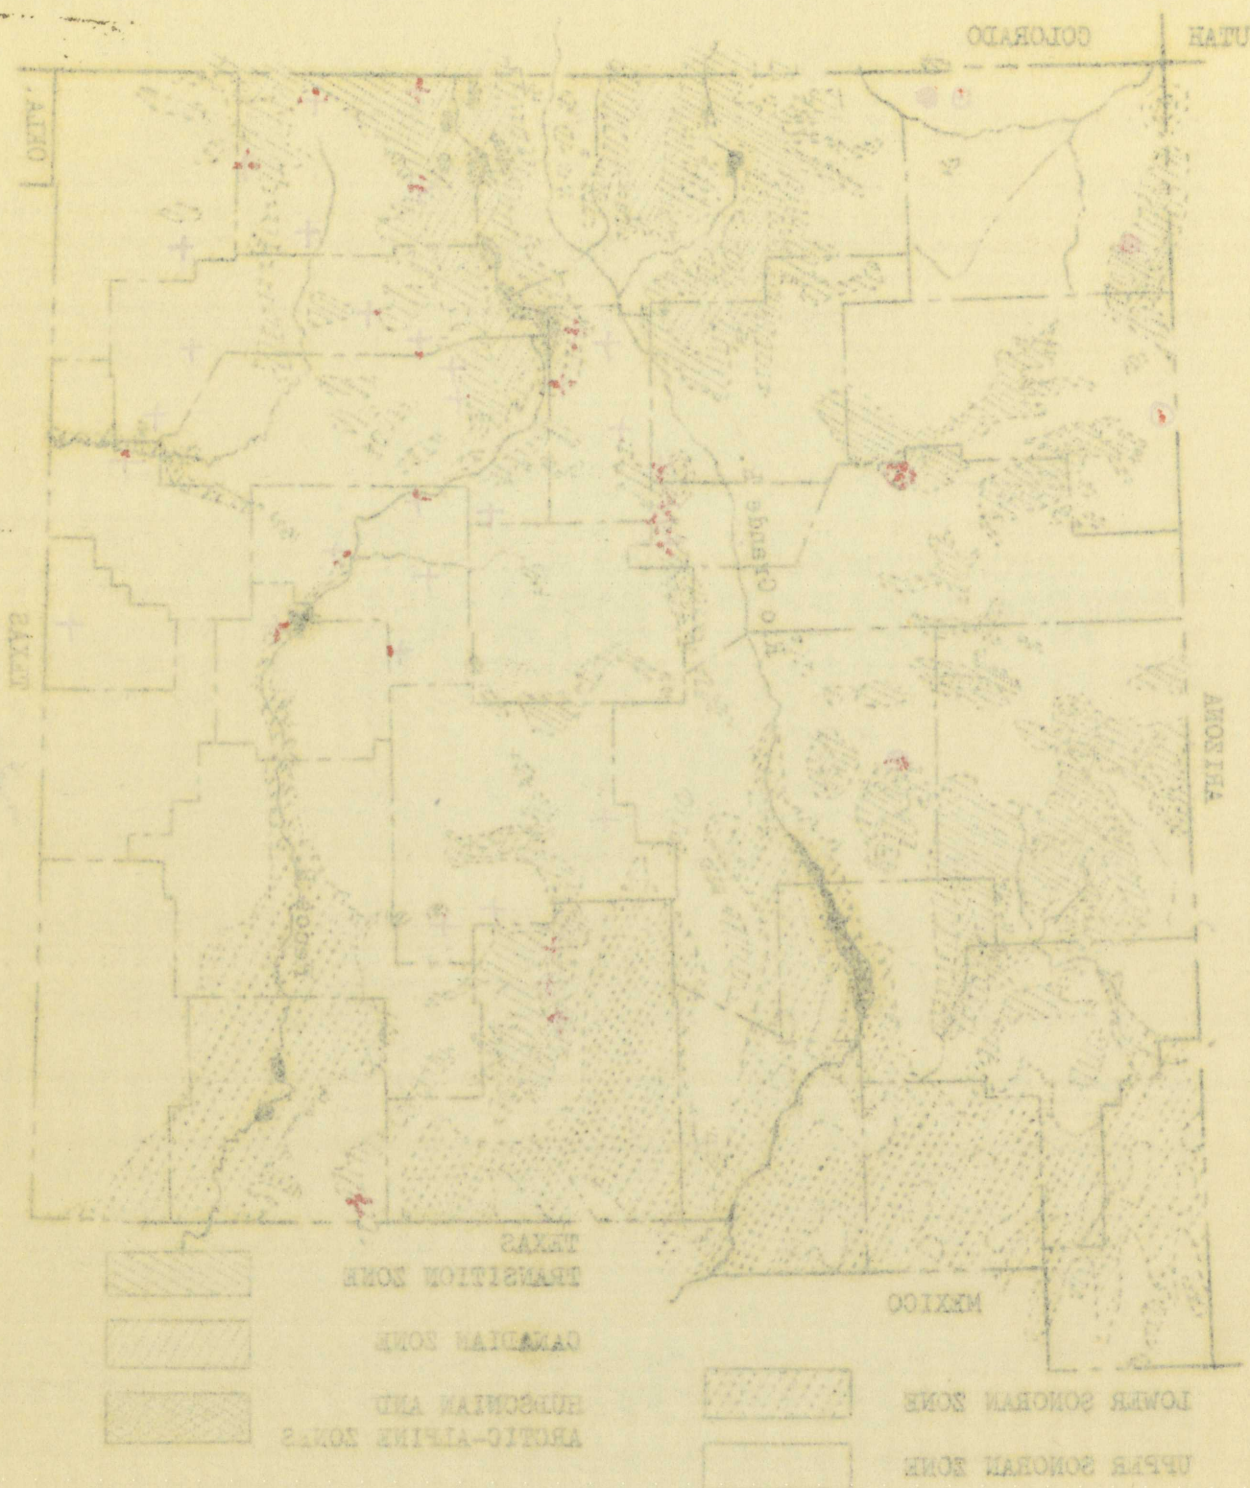 UTAH
COLORADO
OKLA.
TEXAS
ARIZONA
Rio Grande
Pecos R.
TEXAS
MEXICO
TRANSITION ZONE
CANADIAN ZONE
HUDSONIAN AND
ARCTIC-ALPINE ZONES
LOWER SONORAN ZONE
UPPER SONORAN ZONE